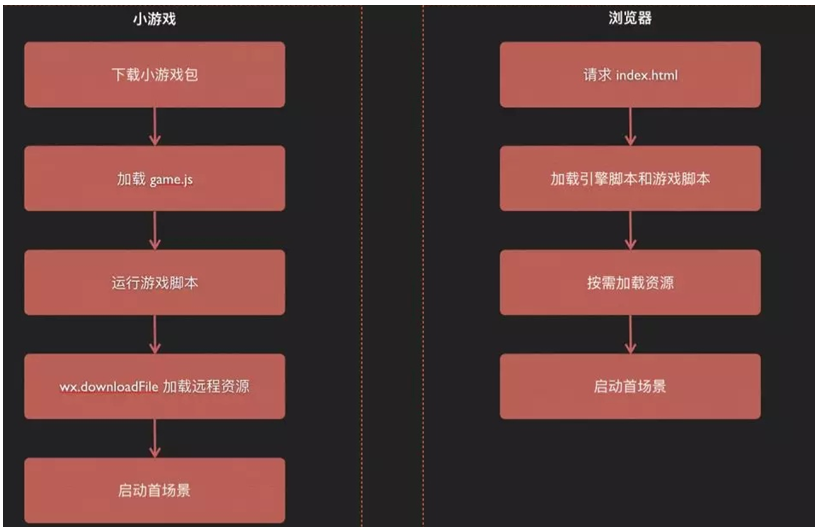 小游戏
下载小游戏包
加载 game.js
运行游戏脚本
wx.downloadFile 加载远程资源
启动首场景
浏览器
请求 index.html
加载引擎脚本和游戏脚本
按需加载资源
启动首场景